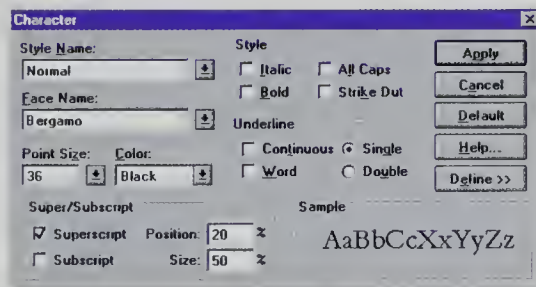 Character
Style Name:
Normal
Face Name:
Bergamo
Point Size: Color:
36 Black
Style
Italic All Caps
Bold Strike Out
Underline
Continuous Single
Word Double
Super/Subscript
Superscript Position: 20 %
Subscript Size: 50 %
Sample
AaBbCcXxYyZz
Apply
Cancel
Default
Help...
Define >>